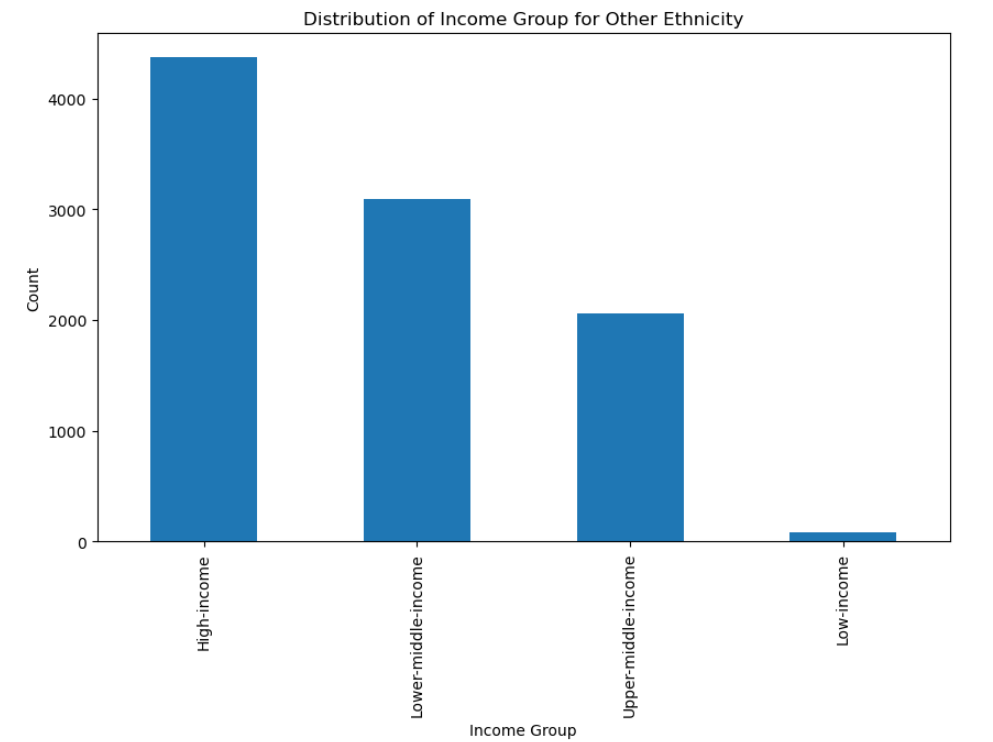 Distribution of Income Group for Other Ethnicity
4000
3000
2000
1000
0
Count
High-income
Lower-middle-income
Upper-middle-income
Low-income
Income Group